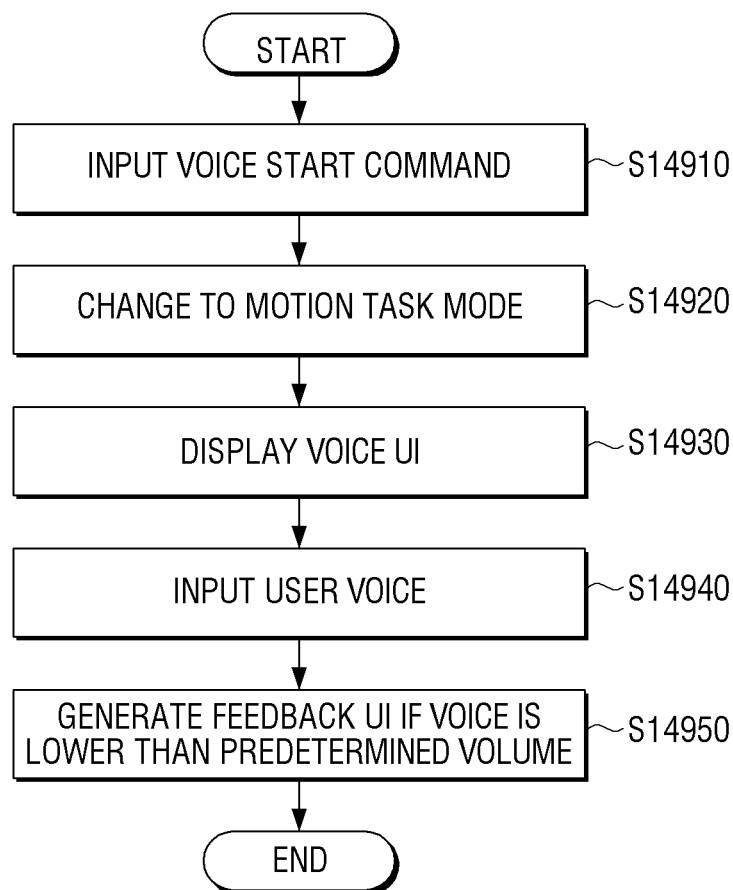 START
INPUT VOICE START COMMAND
S14910
CHANGE TO MOTION TASK MODE
S14920
DISPLAY VOICE UI
S14930
INPUT USER VOICE
S14940
GENERATE FEEDBACK UI IF VOICE IS
LOWER THAN PREDETERMINED VOLUME
S14950
END